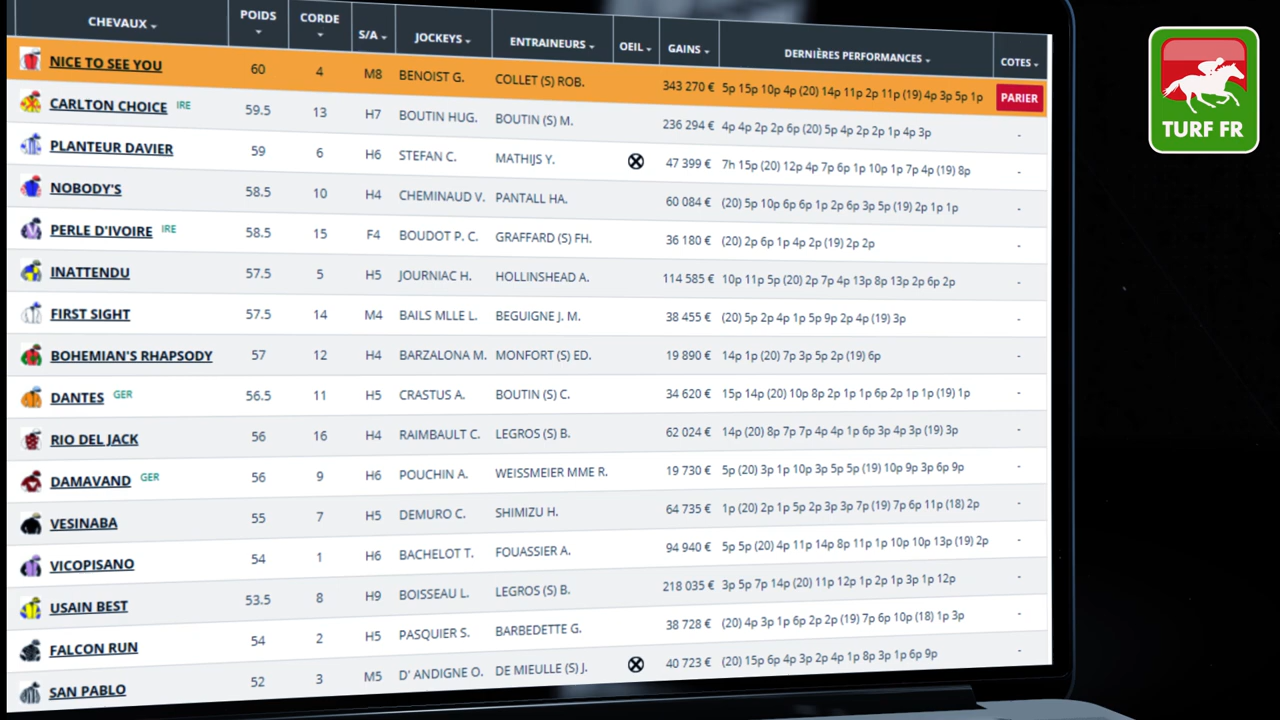 CHEVAUX POIDS CORDE S/A JOCKEYS ENTRAINEURS OEIL GAINS DERNIÈRES PERFORMANCES COTES
NICE TO SEE YOU 60 4 M8 BENOIST G. COLLET (S) ROB. 343 270 € 5p 15p 10p 4p (20) 14p 11p 2p 11p (19) 4p 3p 5p 1p PARIER
CARLTON CHOICE IRE 59.5 13 H7 BOUTIN HUG. BOUTIN (S) M. 236 294 € 4p 4p 2p 2p 6p (20) 5p 4p 2p 2p 1p 4p 3p -
PLANTEUR DAVIER 59 6 H6 STEFAN C. MATHIJS Y. 47 399 € 7h 15p (20) 12p 4p 7p 6p 1p 10p 1p 7p 4p (19) 8p -
NOBODY'S 58.5 10 H4 CHEMINAUD V. PANTALL HA. 60 084 € (20) 5p 10p 6p 6p 1p 2p 6p 3p 5p (19) 2p 1p 1p -
PERLE D'IVOIRE IRE 58.5 15 F4 BOUDOT P. C. GRAFFARD (S) FH. 36 180 € (20) 2p 6p 1p 4p 2p (19) 2p 2p -
INATTENDU 57.5 5 H5 JOURNIAC H. HOLLINSHEAD A. 114 585 € 10p 11p 5p (20) 2p 7p 4p 13p 8p 13p 2p 6p 2p -
FIRST SIGHT 57.5 14 M4 BAILS MLLE L. BEGUIGNE J. M. 38 455 € (20) 5p 2p 4p 1p 5p 9p 2p 4p (19) 3p -
BOHEMIAN'S RHAPSODY 57 12 H4 BARZALONA M. MONFORT (S) ED. 19 890 € 14p 1p (20) 7p 3p 5p 2p (19) 6p -
DANTES GER 56.5 11 H5 CRASTUS A. BOUTIN (S) C. 34 620 € 15p 14p (20) 10p 8p 2p 1p 1p 6p 2p 1p 1p (19) 1p -
RIO DEL JACK 56 16 H4 RAIMBAULT C. LEGROS (S) B. 62 024 € 14p (20) 8p 7p 7p 4p 4p 1p 6p 3p 4p 3p (19) 3p -
DAMAVAND GER 56 9 H6 POUCHIN A. WEISSMEIER MME R. 19 730 € 5p (20) 3p 1p 10p 3p 5p 5p (19) 10p 9p 3p 6p 9p -
VESINABA 55 7 H5 DEMURO C. SHIMIZU H. 64 735 € 1p (20) 2p 1p 5p 2p 3p 3p 7p (19) 7p 6p 11p (18) 2p -
VICOPISANO 54 1 H6 BACHELOT T. FOUASSIER A. 94 940 € 5p 5p (20) 4p 11p 14p 8p 11p 1p 10p 10p 13p (19) 2p -
USAIN BEST 53.5 8 H9 BOISSEAU L. LEGROS (S) B. 218 035 € 3p 5p 7p 14p (20) 11p 12p 1p 2p 1p 3p 1p 12p -
FALCON RUN 54 2 H5 PASQUIER S. BARBEDETTE G. 38 728 € (20) 4p 3p 1p 6p 2p 2p (19) 7p 6p 10p (18) 1p 3p -
SAN PABLO 52 3 M5 D' ANDIGNE O. DE MIEULLE (S) J. 40 723 € (20) 15p 6p 4p 3p 2p 4p 1p 8p 3p 1p 6p 9p -
TURF FR